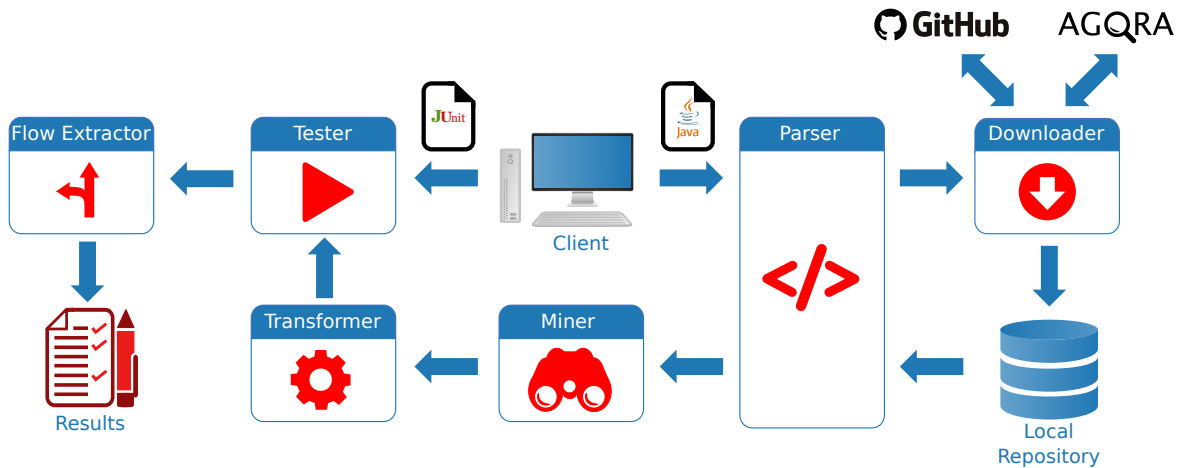 GitHub
AGORA
JUnit
Java
Flow Extractor
Tester
Parser
Downloader
Client
Transformer
Miner
Results
Local
Repository